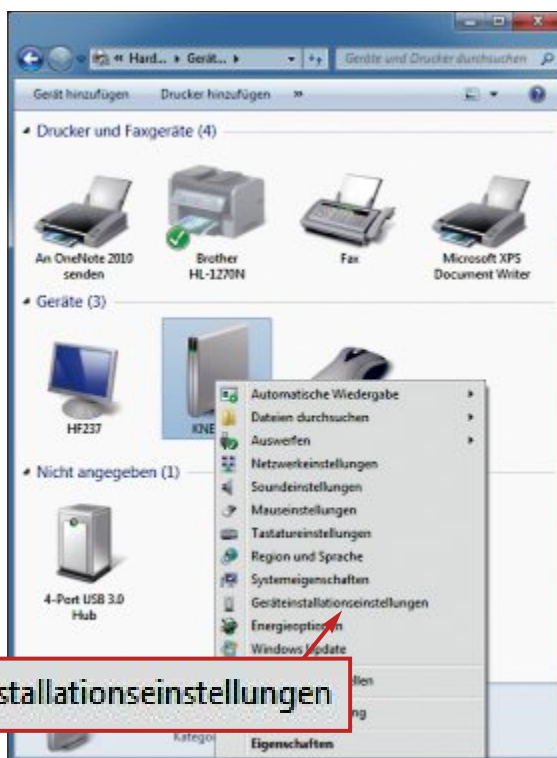 « Hard... ▸ Gerät... ▸
Geräte und Drucker durchsuchen
Gerät hinzufügen Drucker hinzufügen »
Drucker und Faxgeräte (4)
An OneNote 2010 senden
Brother HL-1270N
Fax
Microsoft XPS Document Writer
Geräte (3)
HF237
KNE
Automatische Wiedergabe
Dateien durchsuchen
Auswerfen
Netzwerkeinstellungen
Soundeinstellungen
Mauseinstellungen
Tastatureinstellungen
Region und Sprache
Systemeigenschaften
Geräteinstallationseinstellungen
Energieoptionen
Windows Update
Nicht angegeben (1)
4-Port USB 3.0 Hub
stallationseinstellungen
ellen
ng
Katego
Eigenschaften